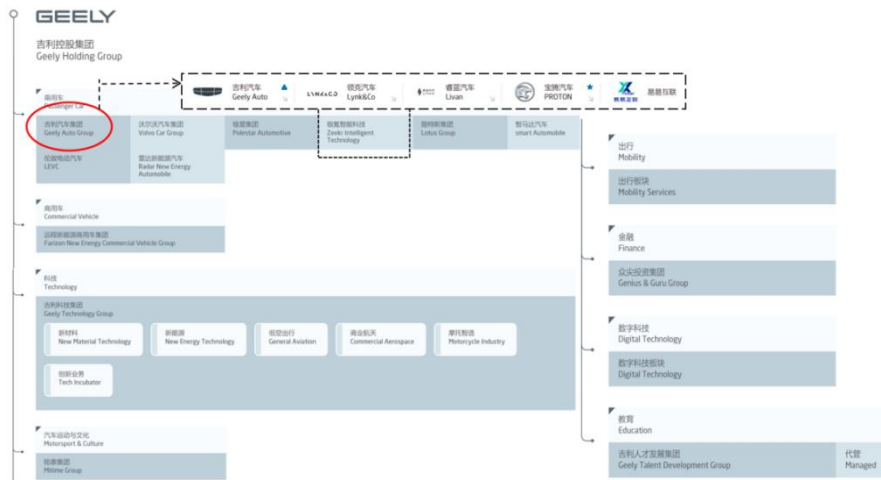 GEELY
吉利控股集团
Geely Holding Group
吉利汽车
Geely Auto
LYNK&CO
领克汽车
Lynk&Co
睿蓝汽车
Livan
宝腾汽车
PROTON
易易互联
易易互联
乘用车
Passenger Car
吉利汽车集团
Geely Auto Group
沃尔沃汽车集团
Volvo Car Group
极星集团
Polestar Automotive
极氪智能科技
Zeekr Intelligent
Technology
路特斯集团
Lotus Group
智马达汽车
smart Automobile
伦敦电动汽车
LEVC
雷达新能源汽车
Radar New Energy
Automobile
商用车
Commercial Vehicle
远程新能源商用车集团
Farizon New Energy Commercial Vehicle Group
科技
Technology
吉利科技集团
Geely Technology Group
新材料
New Material Technology
新能源
New Energy Technology
低空出行
General Aviation
商业航天
Commercial Aerospace
摩托智造
Motorcycle Industry
创新业务
Tech Incubator
汽车运动与文化
Motorsport & Culture
铭泰集团
Mitime Group
出行
Mobility
出行板块
Mobility Services
金融
Finance
众尖投资集团
Genius & Guru Group
数字科技
Digital Technology
数字科技板块
Digital Technology
教育
Education
吉利人才发展集团
Geely Talent Development Group
代管
Managed